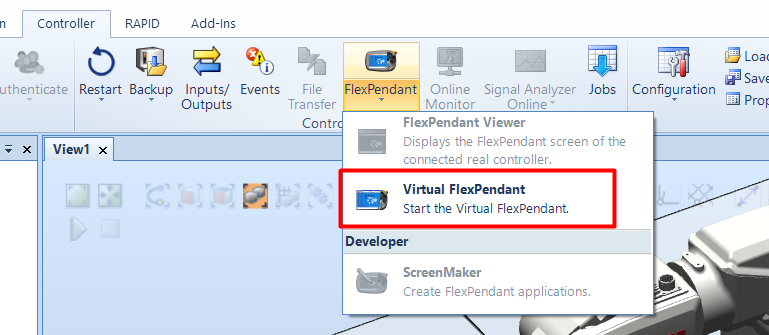 n Controller RAPID Add-Ins
uthenticate Restart Backup Inputs/ Outputs Events File Transfer FlexPendant Online Monitor Signal Analyzer Online Jobs Configuration
Loa
Save
Prop
Contro
View1
FlexPendant Viewer
Displays the FlexPendant screen of the
connected real controller.
Virtual FlexPendant
Start the Virtual FlexPendant.
Developer
ScreenMaker
Create FlexPendant applications.